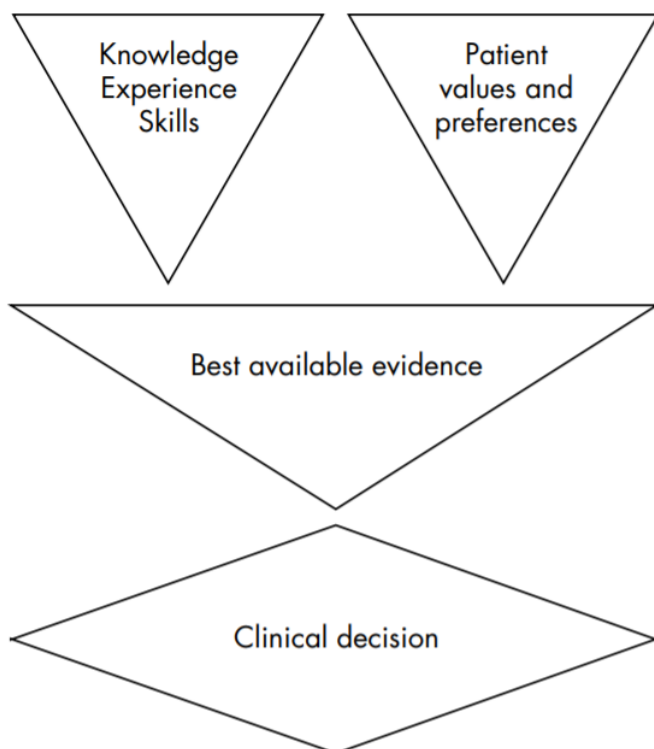 Knowledge
Experience
Skills
Patient
values and
preferences
Best available evidence
Clinical decision